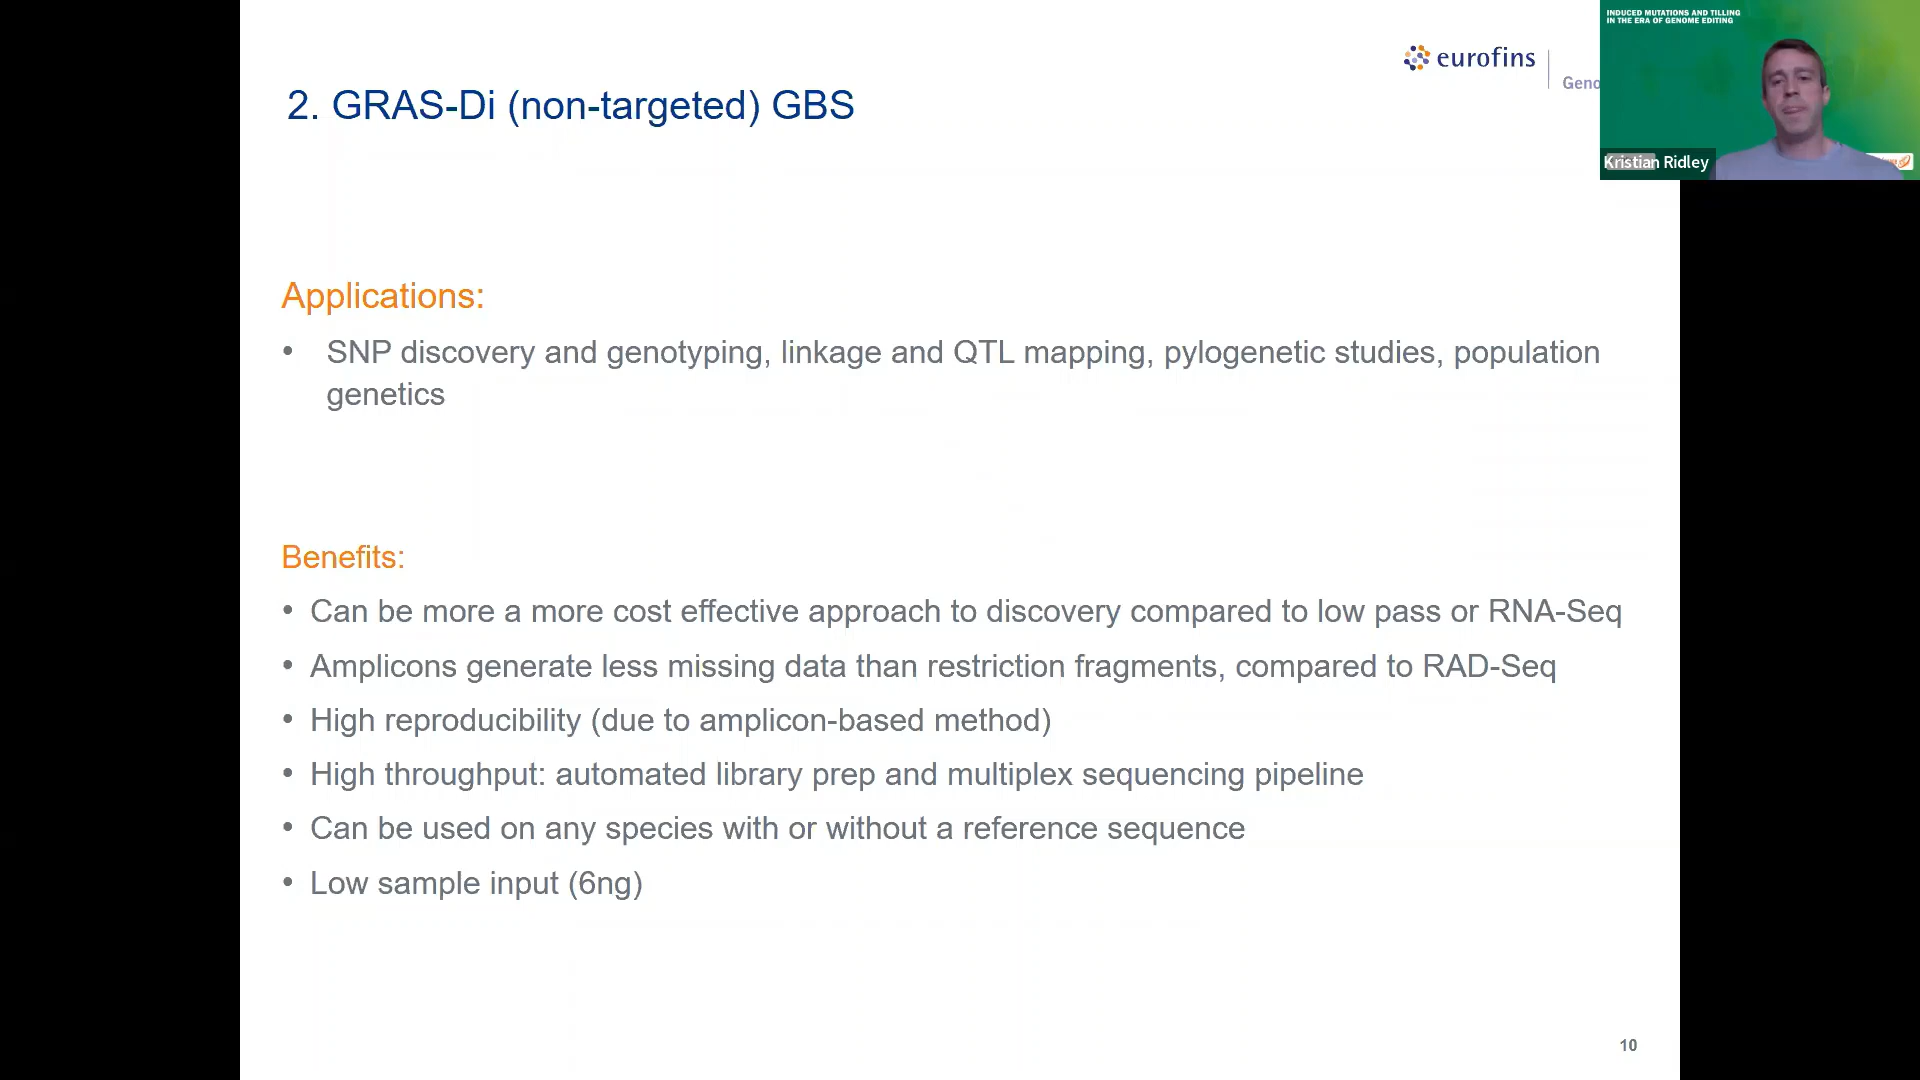 INDUCED MUTATIONS AND TILLING
IN THE ERA OF GENOME EDITING
eurofins
Geno
Kristian Ridley
2. GRAS-Di (non-targeted) GBS
Applications:
• SNP discovery and genotyping, linkage and QTL mapping, pylogenetic studies, population
genetics
Benefits:
• Can be more a more cost effective approach to discovery compared to low pass or RNA-Seq
• Amplicons generate less missing data than restriction fragments, compared to RAD-Seq
• High reproducibility (due to amplicon-based method)
• High throughput: automated library prep and multiplex sequencing pipeline
• Can be used on any species with or without a reference sequence
• Low sample input (6ng)
10